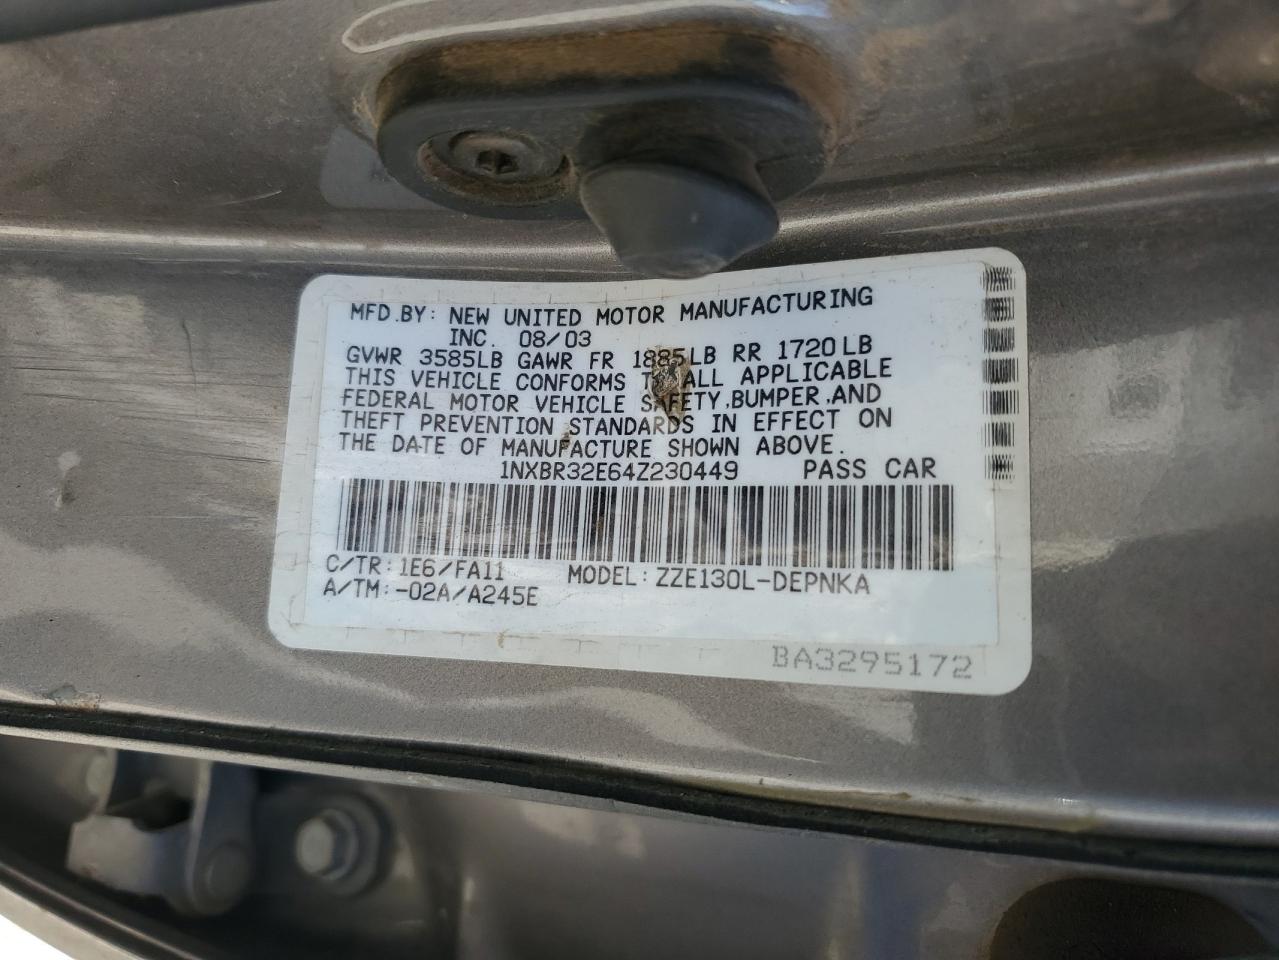 MFD.BY: NEW UNITED MOTOR MANUFACTURING
INC. 08/03
GVWR 3585LB GAWR FR 1885LB RR 1720LB
THIS VEHICLE CONFORMS TO ALL APPLICABLE
FEDERAL MOTOR VEHICLE SAFETY,BUMPER,AND
THEFT PREVENTION STANDARDS IN EFFECT ON
THE DATE OF MANUFACTURE SHOWN ABOVE.
1NXBR32E64Z230449 PASS CAR
C/TR: 1E6/FA11 MODEL: ZZE130L-DEPNKA
A/TM:-02A/A245E
BA3295172